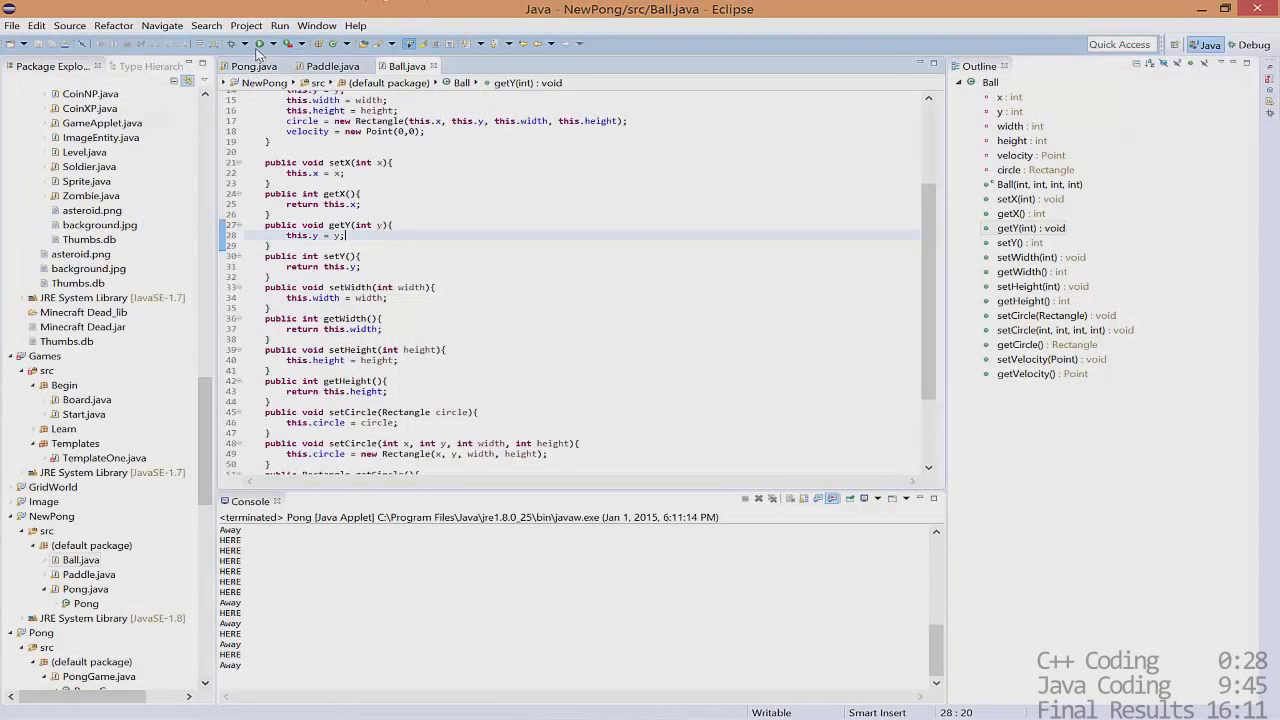 Java - NewPong/src/Ball.java - Eclipse
File Edit Source Refactor Navigate Search Project Run Window Help
Quick Access Java Debug
Package Explo... Type Hierarch
CoinNP.java
CoinXP.java
GameApplet.java
ImageEntity.java
Level.java
Soldier.java
Sprite.java
Zombie.java
asteroid.png
background.jpg
Thumbs.db
asteroid.png
background.jpg
Thumbs.db
JRE System Library [JavaSE-1.7]
Minecraft Dead_lib
Minecraft Dead.jar
Thumbs.db
Games
src
Begin
Board.java
Start.java
Learn
Templates
TemplateOne.java
JRE System Library [JavaSE-1.7]
GridWorld
Image
NewPong
src
(default package)
Ball.java
Paddle.java
Pong.java
Pong
JRE System Library [JavaSE-1.8]
Pong
src
(default package)
PongGame.java
Pong.java Paddle.java Ball.java
NewPong src (default package) Ball getY(int) : void
this.y = y;
15 this.width = width;
16 this.height = height;
17 circle = new Rectangle(this.x, this.y, this.width, this.height);
18 velocity = new Point(0,0);
19 }
20
21 public void setX(int x){
22 this.x = x;
23 }
24 public int getX(){
25 return this.x;
26 }
27 public void getY(int y){
28 this.y = y;
29 }
30 public int setY(){
31 return this.y;
32 }
33 public void setWidth(int width){
34 this.width = width;
35 }
36 public int getWidth(){
37 return this.width;
38 }
39 public void setHeight(int height){
40 this.height = height;
41 }
42 public int getHeight(){
43 return this.height;
44 }
45 public void setCircle(Rectangle circle){
46 this.circle = circle;
47 }
48 public void setCircle(int x, int y, int width, int height){
49 this.circle = new Rectangle(x, y, width, height);
50 }
public Rectangle getCircle(){
Console
<terminated> Pong [Java Applet] C:\Program Files\Java\jre1.8.0_25\bin\javaw.exe (Jan 1, 2015, 6:11:14 PM)
Away
HERE
HERE
HERE
HERE
HERE
HERE
Away
HERE
Away
HERE
Away
HERE
Away
Outline
Ball
x : int
y : int
width : int
height : int
velocity : Point
circle : Rectangle
Ball(int, int, int, int)
setX(int) : void
getX() : int
getY(int) : void
setY() : int
setWidth(int) : void
getWidth() : int
setHeight(int) : void
getHeight() : int
setCircle(Rectangle) : void
setCircle(int, int, int, int) : void
getCircle() : Rectangle
setVelocity(Point) : void
getVelocity() : Point
C++ Coding 0:28
Java Coding 9:45
Final Results 16:11
Writable Smart Insert 28 : 20